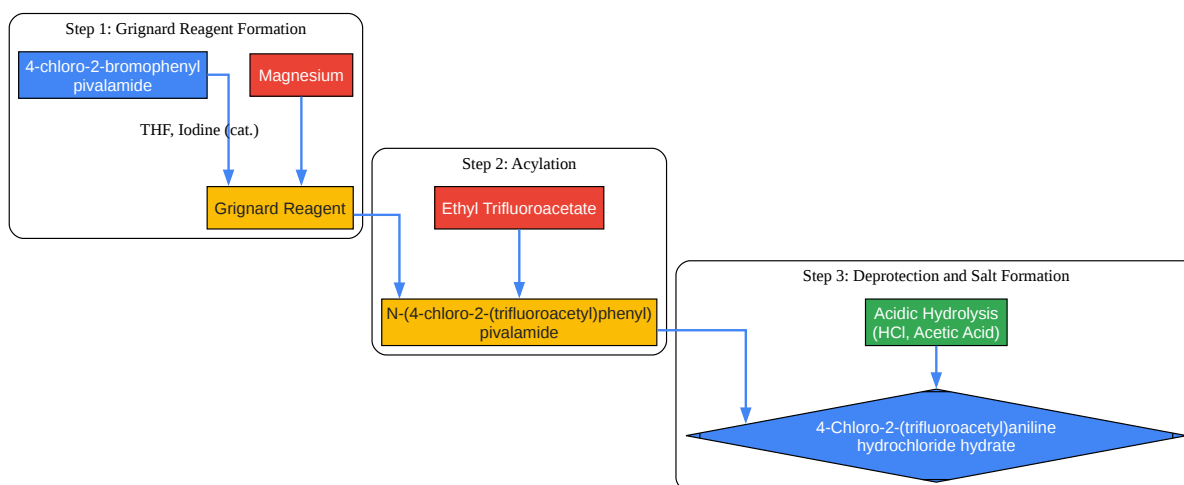 Step 1: Grignard Reagent Formation
4-chloro-2-bromophenyl
pivalamide
Magnesium
THF, Iodine (cat.)
Grignard Reagent
Step 2: Acylation
Ethyl Trifluoroacetate
N-(4-chloro-2-(trifluoroacetyl)phenyl)
pivalamide
Step 3: Deprotection and Salt Formation
Acidic Hydrolysis
(HCl, Acetic Acid)
4-Chloro-2-(trifluoroacetyl)aniline
hydrochloride hydrate